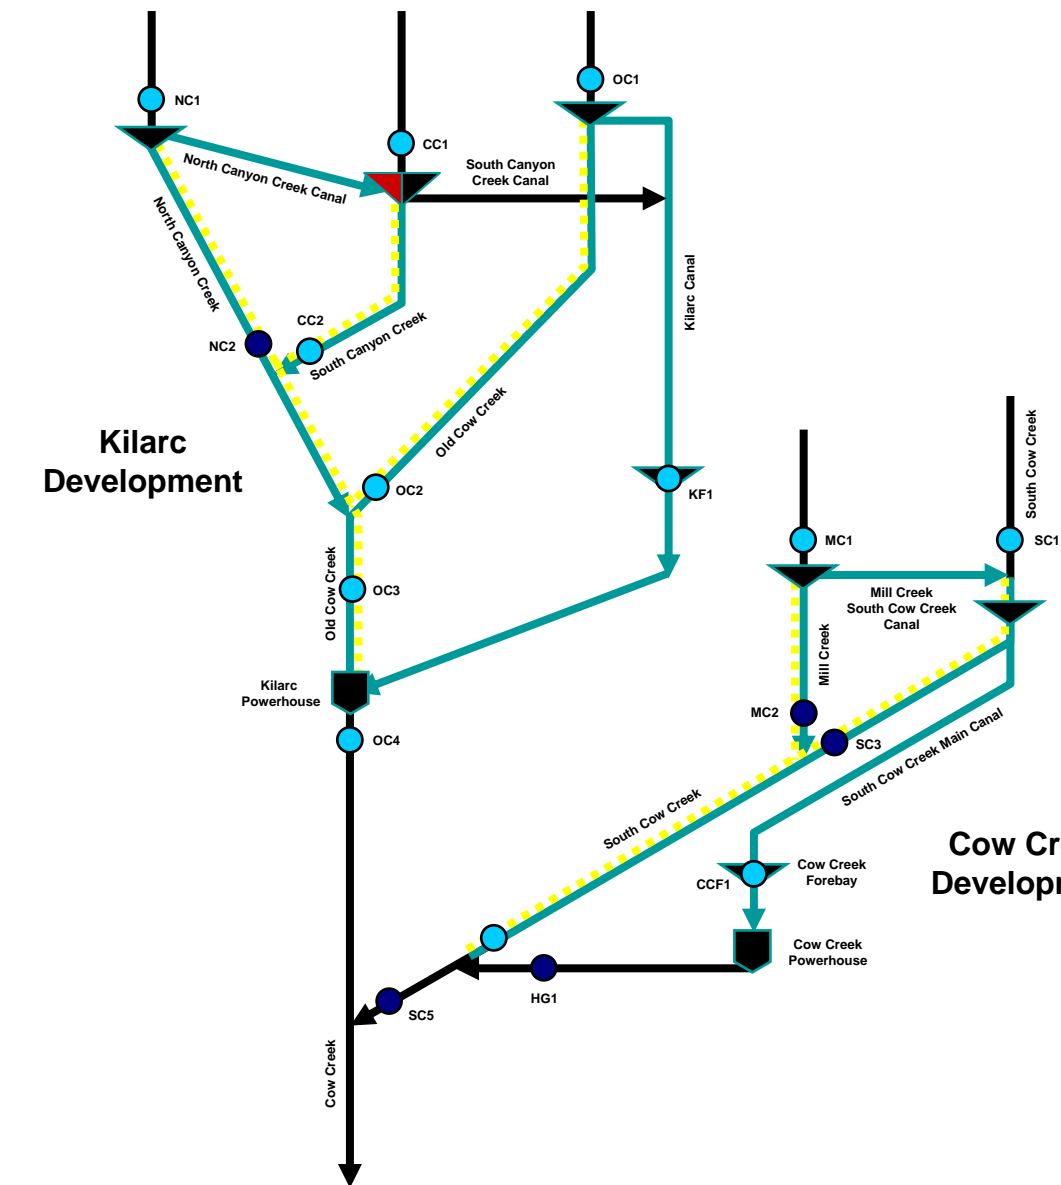 OC1
NC1
CC1
South Canyon
Creek Canal
North Canyon Creek Canal
North Canyon Creek
Kilarc Canal
CC2
NC2
South Canyon Creek
Old Cow Creek
Kilarc
Development
OC2
KF1
South Cow Creek
MC1
SC1
Mill Creek
South Cow Creek
Canal
OC3
Old Cow Creek
Mill Creek
Kilarc
Powerhouse
MC2
OC4
SC3
South Cow Creek Main Canal
South Cow Creek
Cow Cr
Develop
Cow Creek
Forebay
CCF1
Cow Creek
Powerhouse
HG1
SC5
Cow Creek